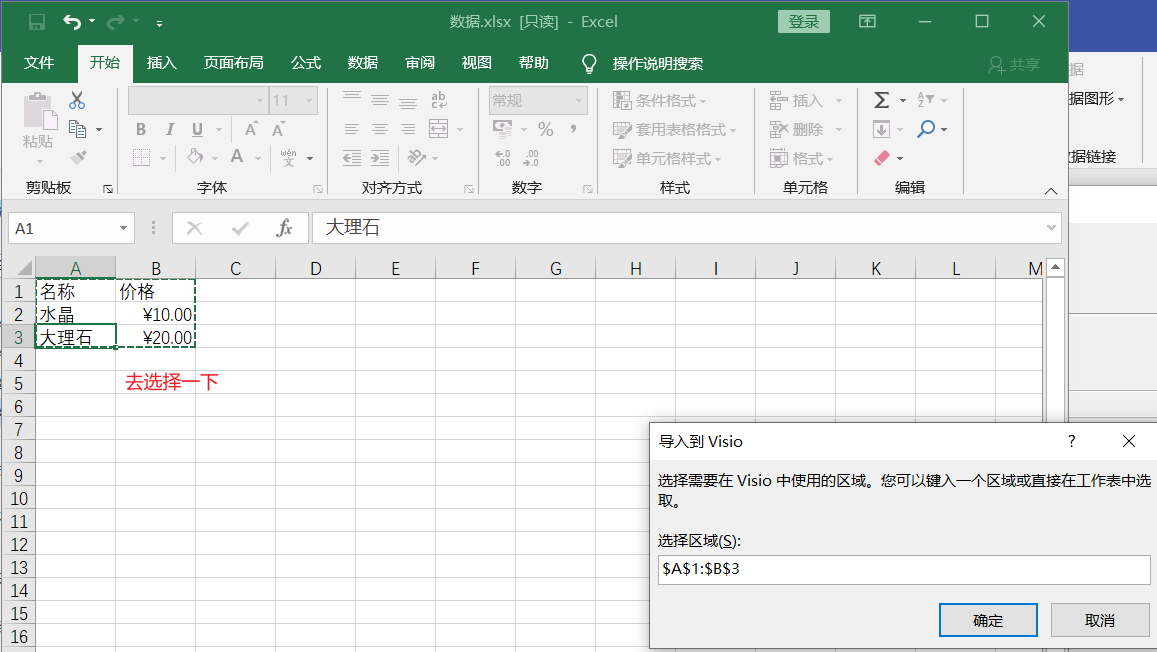 数据.xlsx [只读] - Excel
登录
文件 开始 插入 页面布局 公式 数据 审阅 视图 帮助 操作说明搜索 共享
粘贴
11
B I U A A
ab
c
A wén
文
常规
% ,
.0 .00
.00 .0
条件格式
套用表格格式
单元格样式
插入
删除
格式
Σ A
Z
剪贴板 字体 对齐方式 数字 样式 单元格 编辑
据
据图形
据链接
A1 fx 大理石
A B C D E F G H I J K L M
1 名称 价格
2 水晶 ¥10.00
3 大理石 ¥20.00
4
5 去选择一下
6
7
8
9
10
11
12
13
14
15
16
导入到 Visio ?
选择需要在 Visio 中使用的区域。您可以键入一个区域或直接在工作表中选
取。
选择区域(S):
$A$1:$B$3
确定 取消